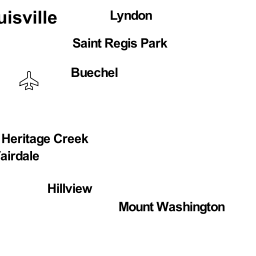 uisville
Lyndon
Saint Regis Park
Buechel
Heritage Creek
airdale
Hillview
Mount Washington